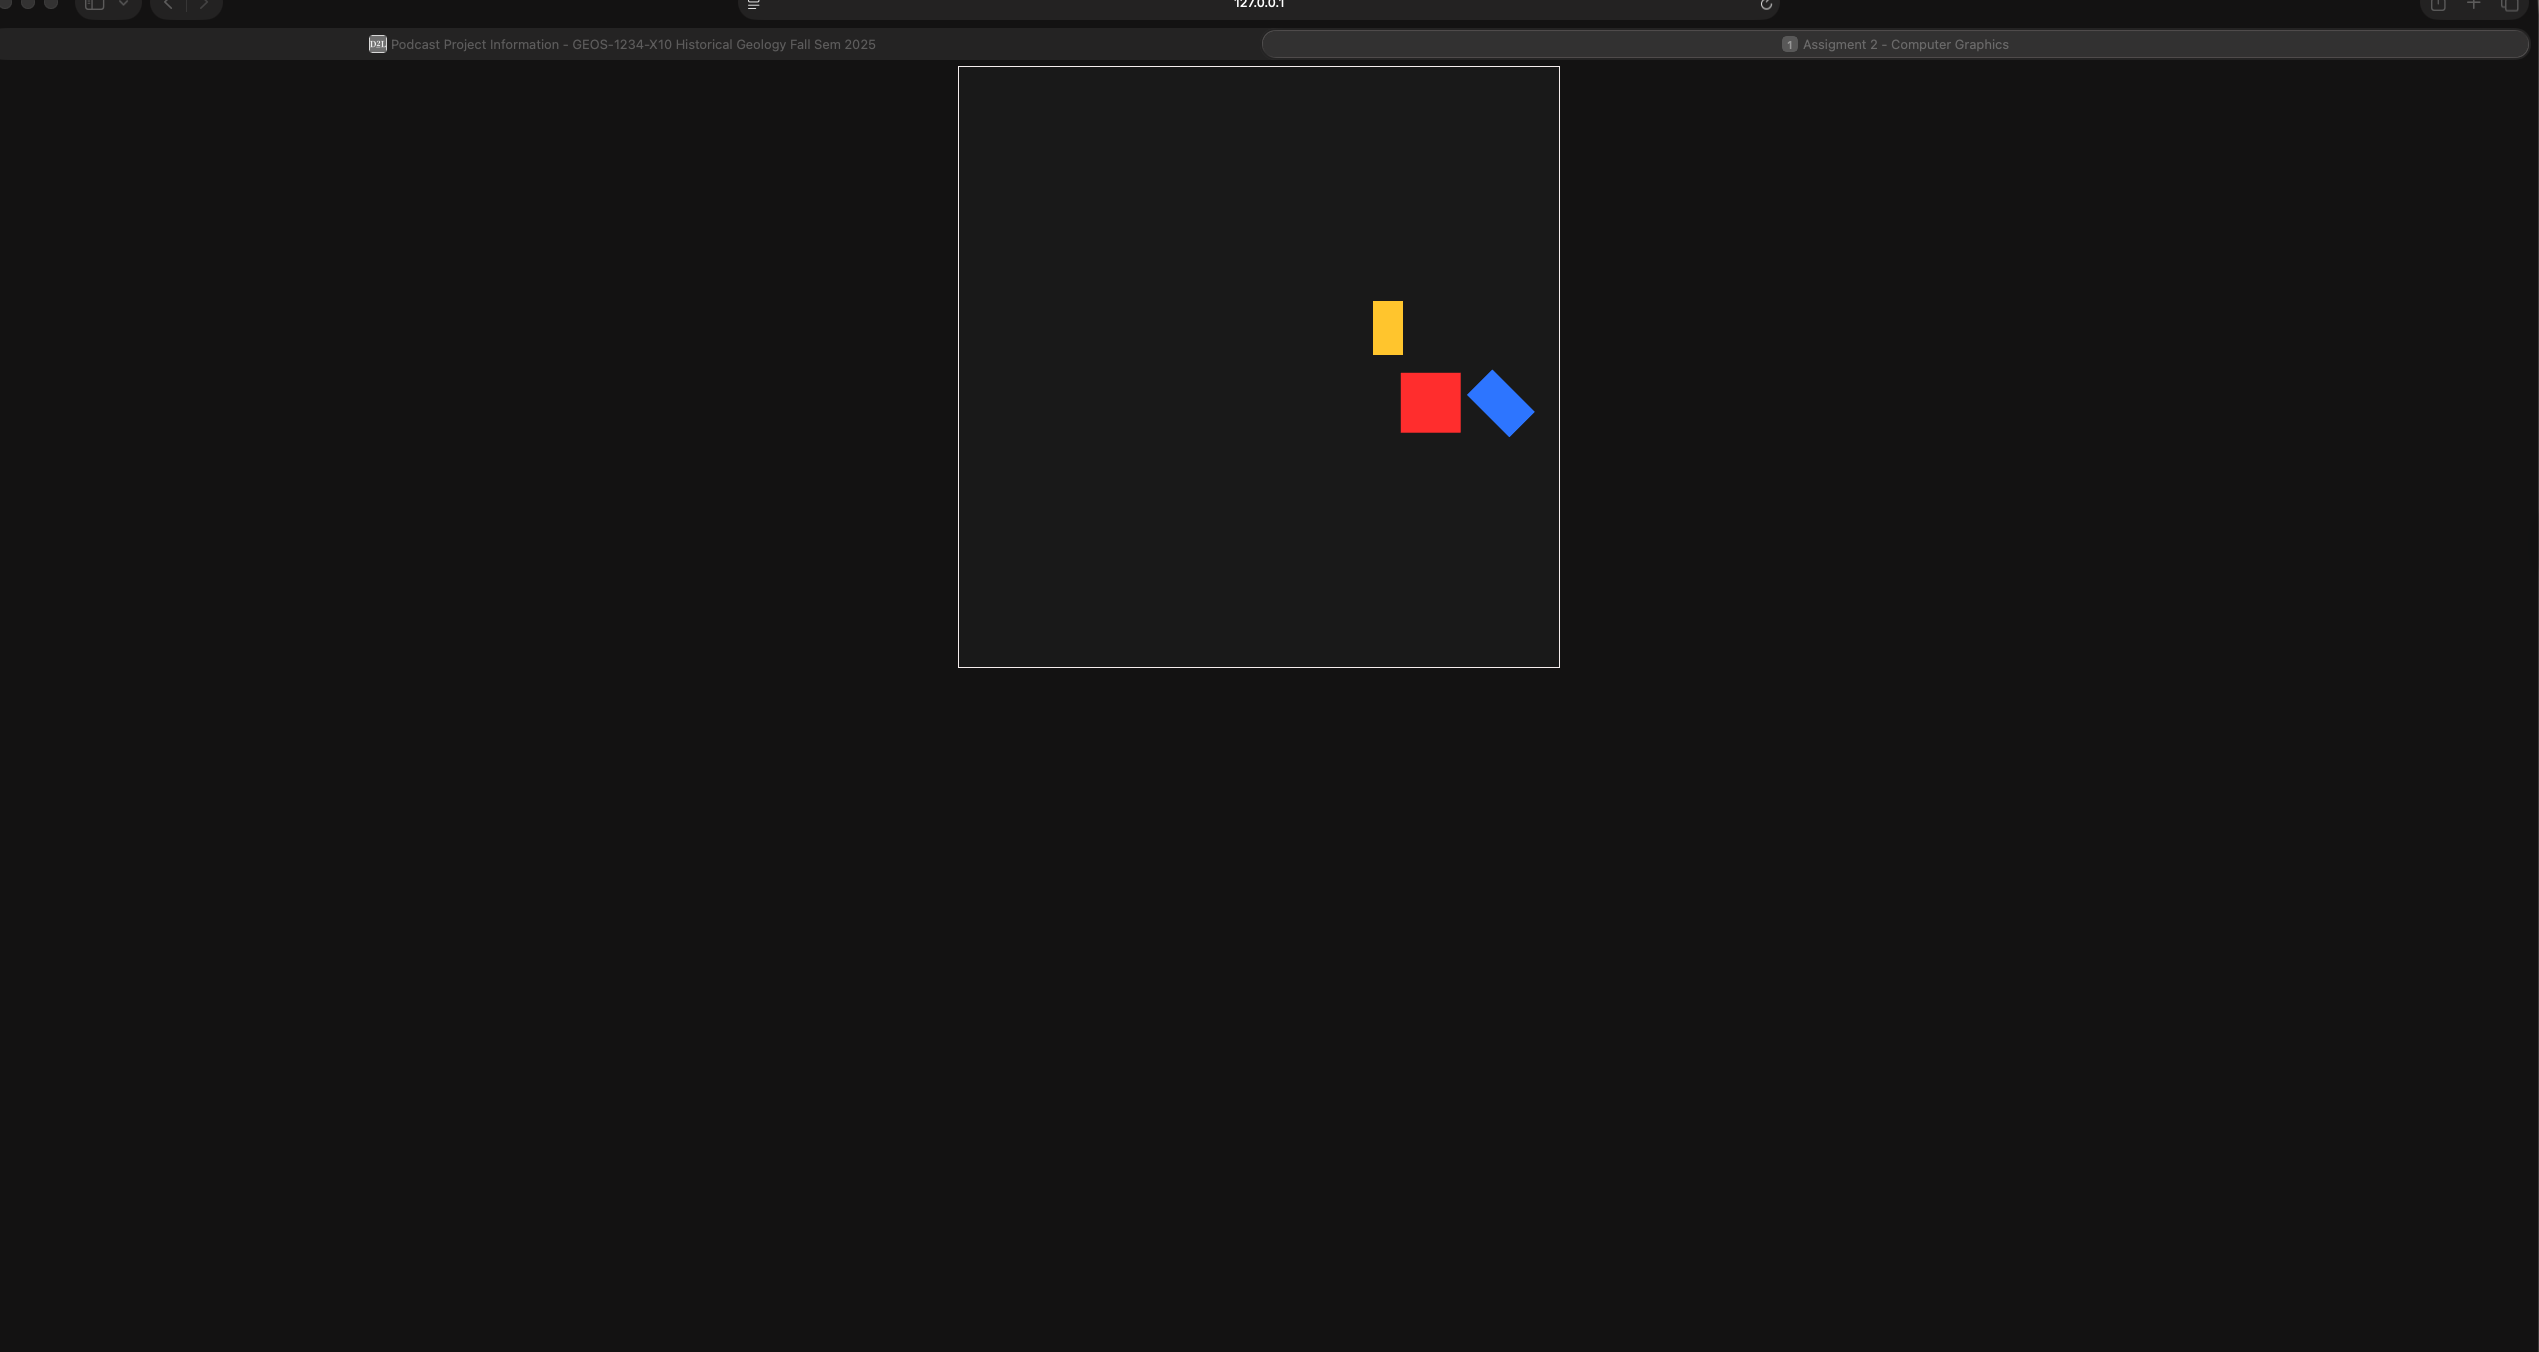 127.0.0.1
D2L Podcast Project Information - GEOS-1234-X10 Historical Geology Fall Sem 2025
1 Assigment 2 - Computer Graphics